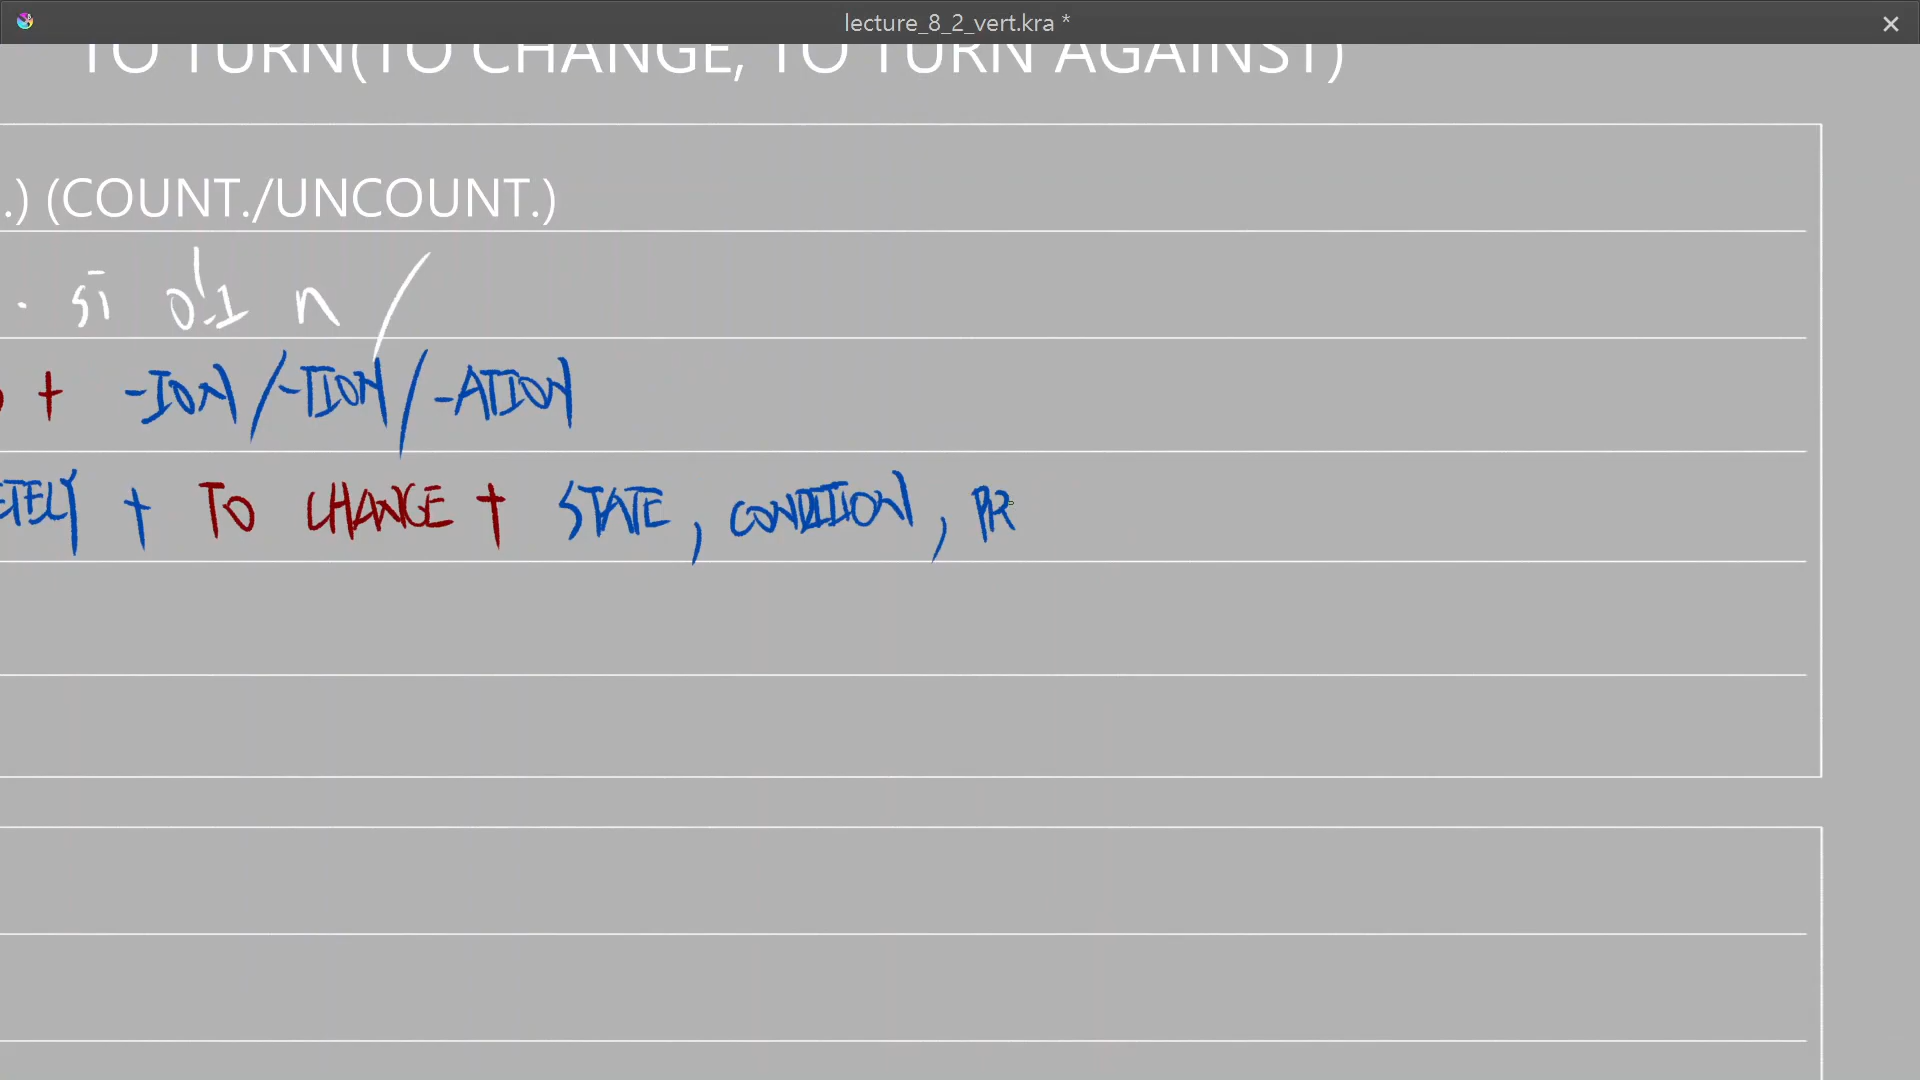 lecture_8_2_vert.kra *
TO TURN(TO CHANGE, TO TURN AGAINST)
.) (COUNT./UNCOUNT.)
n /
+ -ION/-TION/-ATION
ETELY + TO CHANGE + STATE, CONDITION, PR